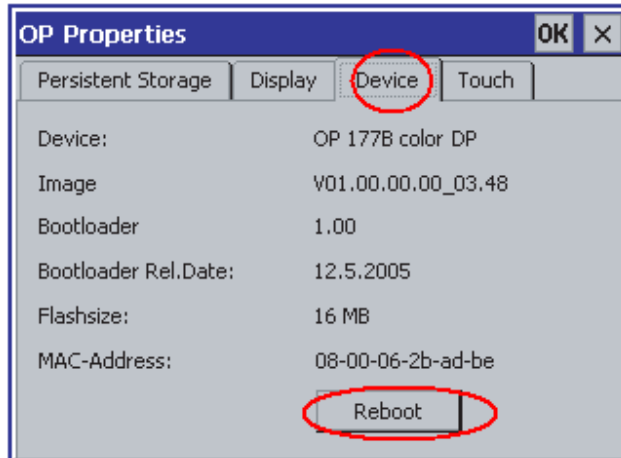 OP Properties OK ×
Persistent Storage Display Device Touch
Device: OP 177B color DP
Image V01.00.00.00_03.48
Bootloader 1.00
Bootloader Rel.Date: 12.5.2005
Flashsize: 16 MB
MAC-Address: 08-00-06-2b-ad-be
Reboot